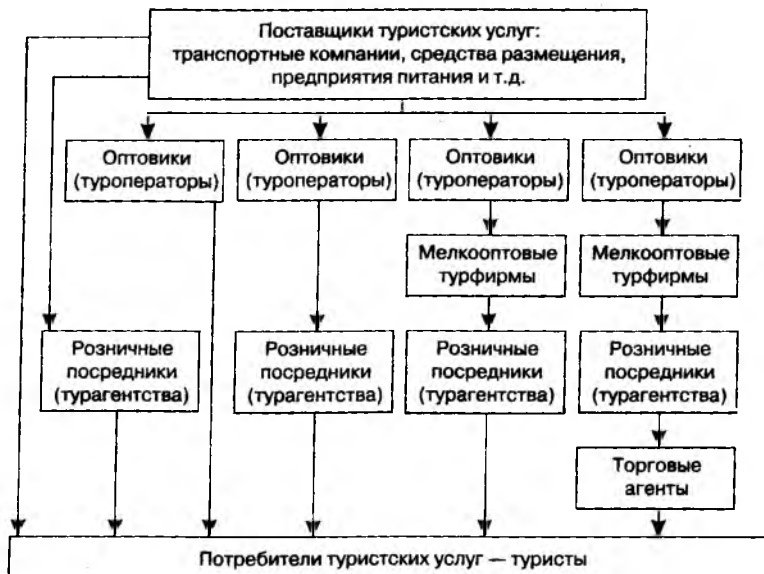 Поставщики туристских услуг:
транспортные компании, средства размещения,
предприятия питания и т.д.
Оптовики
(туроператоры)
Оптовики
(туроператоры)
Оптовики
(туроператоры)
Оптовики
(туроператоры)
Мелкооптовые
турфирмы
Мелкооптовые
турфирмы
Розничные
посредники
(турагентства)
Розничные
посредники
(турагентства)
Розничные
посредники
(турагентства)
Розничные
посредники
(турагентства)
Торговые
агенты
Потребители туристских услуг — туристы